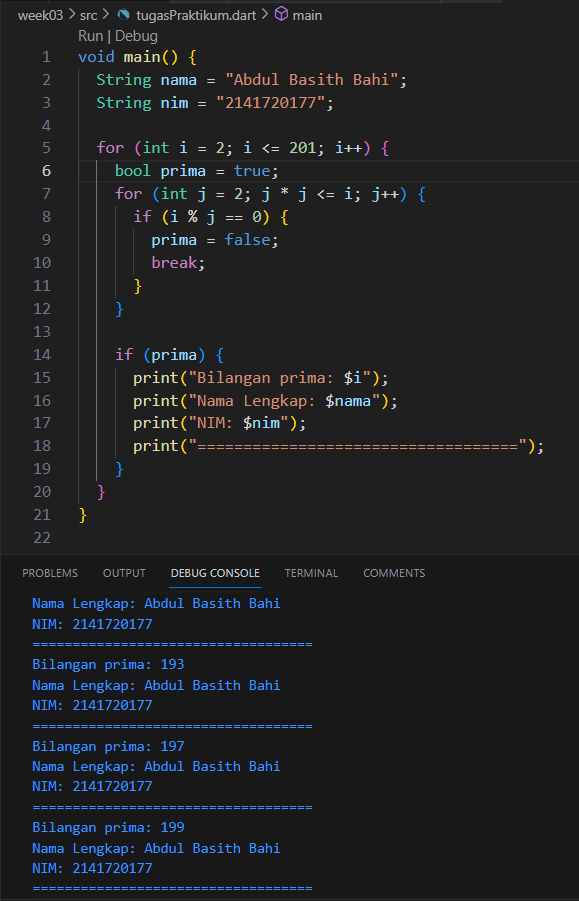 week03 > src > tugasPraktikum.dart > main
Run | Debug
1 void main() {
2   String nama = "Abdul Basith Bahi";
3   String nim = "2141720177";
4
5   for (int i = 2; i <= 201; i++) {
6     bool prima = true;
7     for (int j = 2; j * j <= i; j++) {
8       if (i % j == 0) {
9         prima = false;
10         break;
11       }
12     }
13
14     if (prima) {
15       print("Bilangan prima: $i");
16       print("Nama Lengkap: $nama");
17       print("NIM: $nim");
18       print("===================================");
19     }
20   }
21 }
22
PROBLEMS OUTPUT DEBUG CONSOLE TERMINAL COMMENTS
Nama Lengkap: Abdul Basith Bahi
NIM: 2141720177
===================================
Bilangan prima: 193
Nama Lengkap: Abdul Basith Bahi
NIM: 2141720177
===================================
Bilangan prima: 197
Nama Lengkap: Abdul Basith Bahi
NIM: 2141720177
===================================
Bilangan prima: 199
Nama Lengkap: Abdul Basith Bahi
NIM: 2141720177
===================================